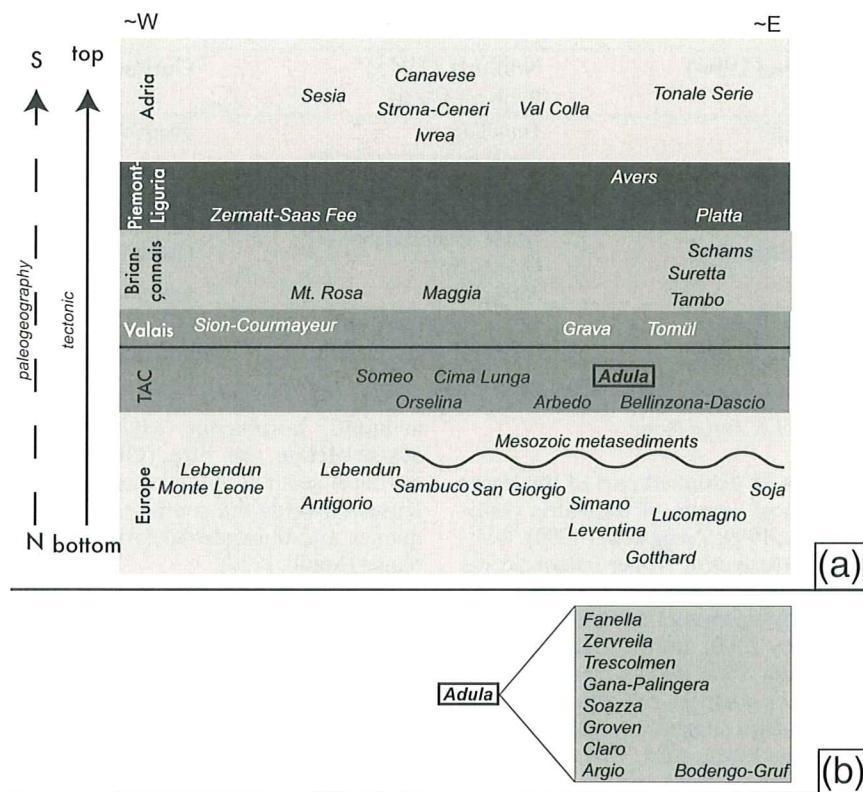 ~W ~E
S top
Adria
Canavese
Sesia Tonale Serie
Strona-Ceneri Val Colla
Ivrea
Piemont-
Liguria
Avers
Zermatt-Saas Fee Platta
Brian-
çonnais
Schams
Suretta
Mt. Rosa Maggia Tambo
Valais Sion-Courmayeur Grava Tomül
paleogeography
tectonic
TAC
Someo Cima Lunga Adula
Orselina Arbedo Bellinzona-Dascio
Europe
Mesozoic metasediments
Lebendun Lebendun
Monte Leone Sambuco San Giorgio Soja
Antigorio Simano
Lucomagno
Leventina
N bottom
Gotthard
(a)
Fanella
Zervreila
Trescolmen
Gana-Palingera
Adula
Soazza
Groven
Claro
Argio Bodengo-Gruf
(b)